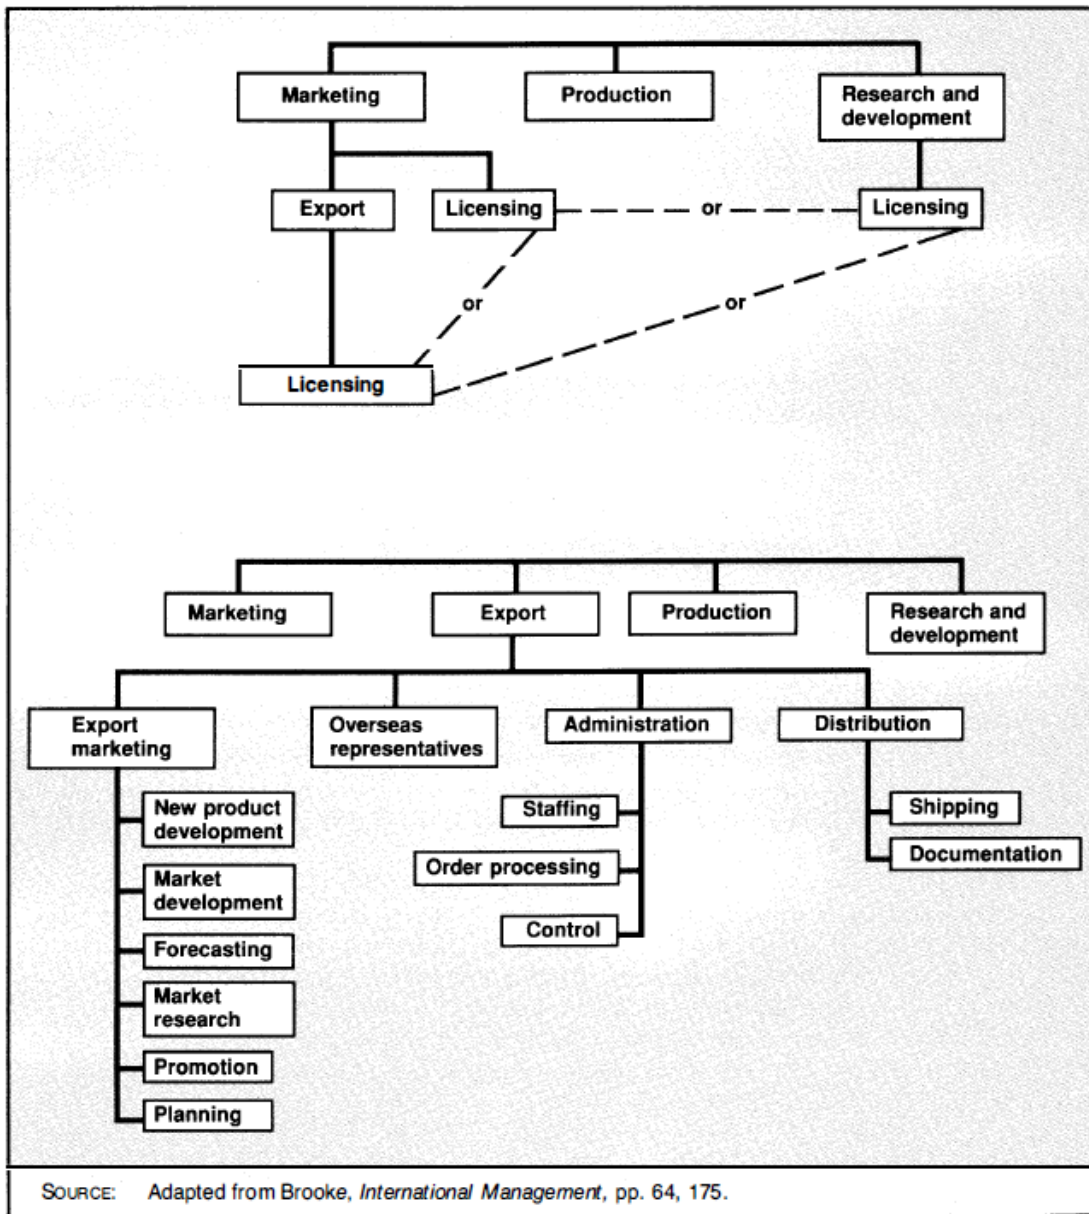 Marketing
Production
Research and
development
Export
Licensing
or
Licensing
or
or
Licensing
Marketing
Export
Production
Research and
development
Export
marketing
Overseas
representatives
Administration
Distribution
New product
development
Market
development
Forecasting
Market
research
Promotion
Planning
Staffing
Order processing
Control
Shipping
Documentation
SOURCE: Adapted from Brooke, International Management, pp. 64, 175.